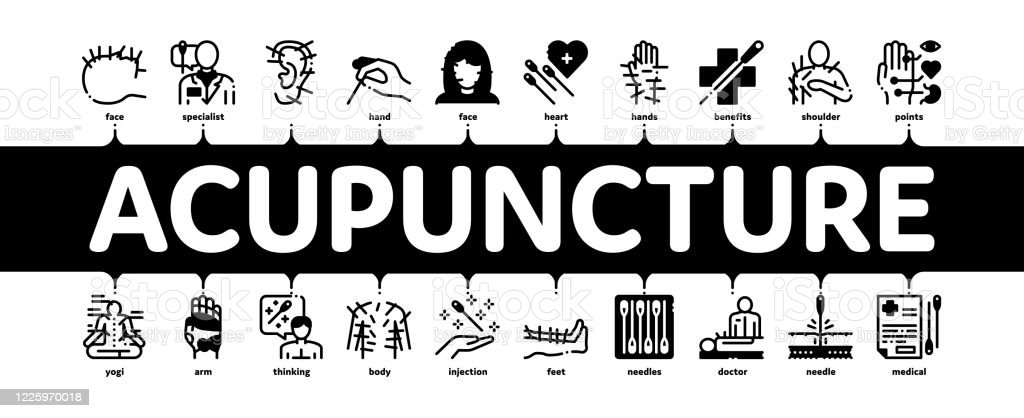 face
specialist
hand
face
heart
hands
benefits
shoulder
points
ACUPUNCTURE
yogi
arm
thinking
body
injection
feet
needles
doctor
needle
medical
iStock
by Getty Images™
1225970018